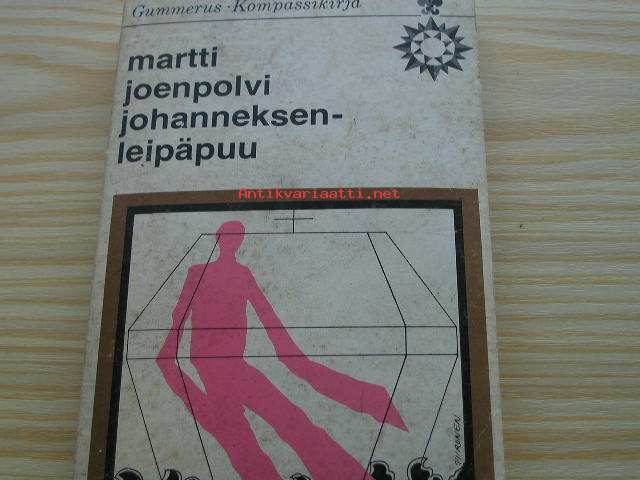 Gummerus · Kompassikirja
martti
joenpolvi
johanneksen-
leipäpuu
Antikvariaatti.net